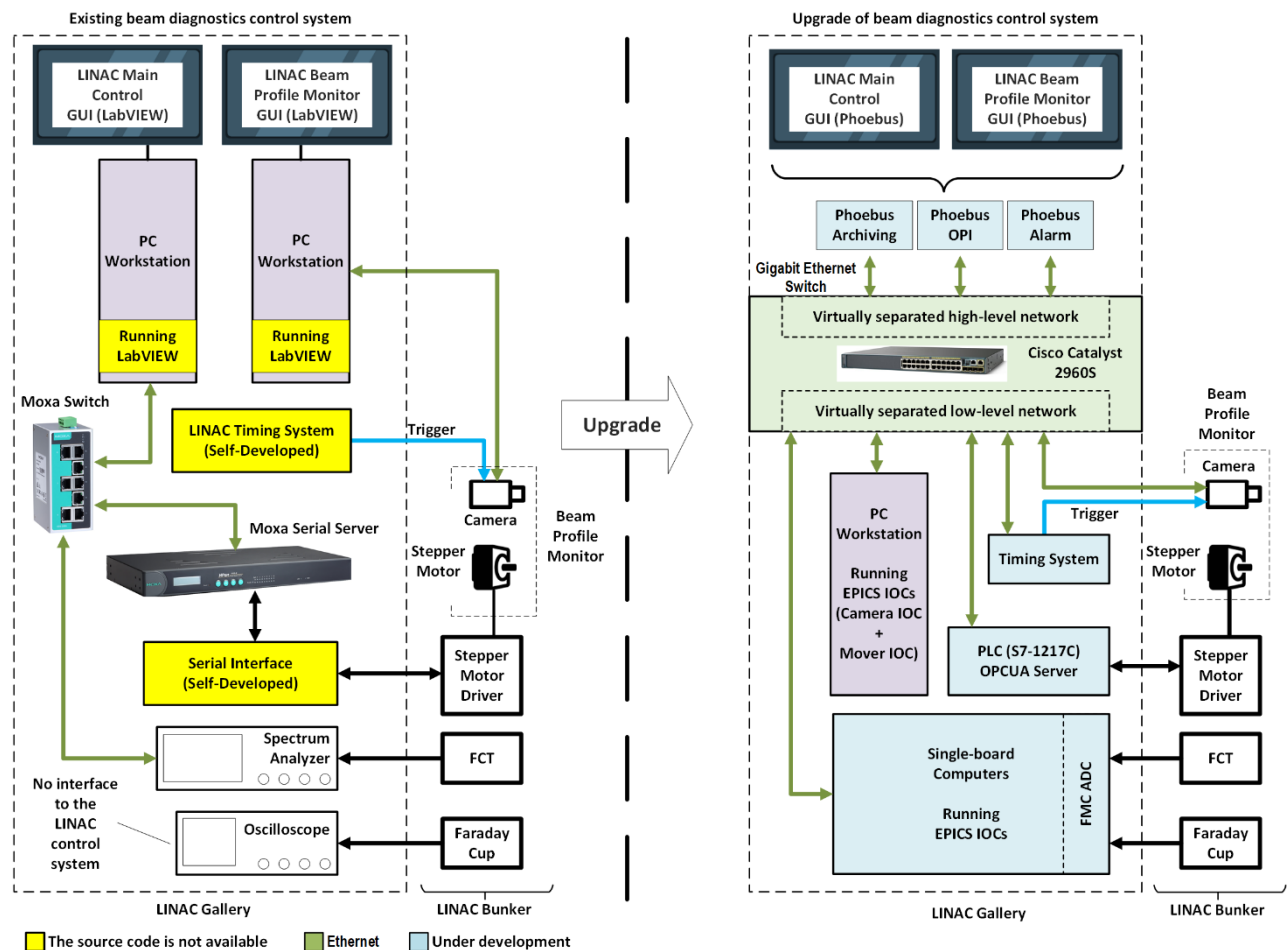 Existing beam diagnostics control system
LINAC Main
Control
GUI (LabVIEW)
LINAC Beam
Profile Monitor
GUI (LabVIEW)
PC
Workstation
PC
Workstation
Running
LabVIEW
Running
LabVIEW
Moxa Switch
LINAC Timing System
(Self-Developed)
Trigger
Camera
Beam
Profile
Monitor
Moxa Serial Server
Stepper
Motor
Serial Interface
(Self-Developed)
Stepper
Motor
Driver
Spectrum
Analyzer
FCT
No interface
to the
LINAC
control
system
Oscilloscope
Faraday
Cup
LINAC Gallery
LINAC Bunker
The source code is not available
Ethernet
Under development
Upgrade
Upgrade of beam diagnostics control system
LINAC Main
Control
GUI (Phoebus)
LINAC Beam
Profile Monitor
GUI (Phoebus)
Phoebus
Archiving
Phoebus
OPI
Phoebus
Alarm
Gigabit Ethernet
Switch
Virtually separated high-level network
Cisco Catalyst
2960S
Virtually separated low-level network
Beam
Profile
Monitor
Camera
PC
Workstation
Running
EPICS IOCs
(Camera IOC
+
Mover IOC)
Trigger
Timing System
Stepper
Motor
PLC (S7-1217C)
OPCUA Server
Stepper
Motor
Driver
Single-board
Computers
Running
EPICS IOCs
FMC ADC
FCT
Faraday
Cup
LINAC Gallery
LINAC Bunker